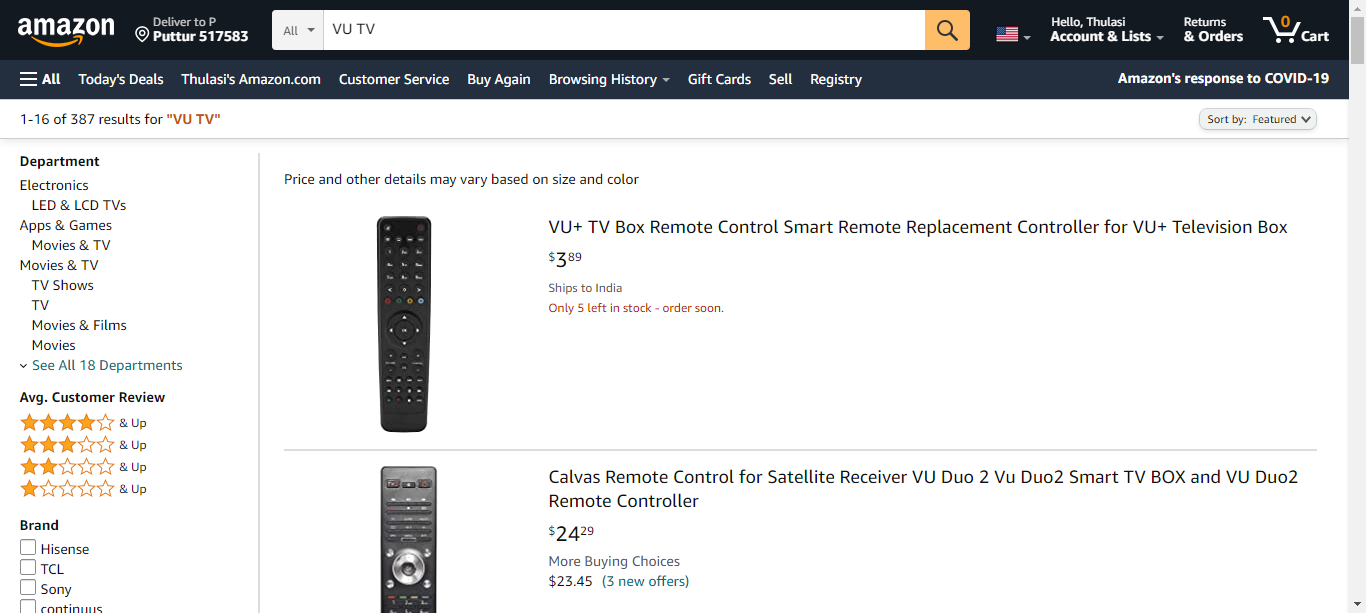 amazon
Deliver to P
Puttur 517583
All
VU TV
Hello, Thulasi
Account & Lists
Returns
& Orders
0
Cart
All
Today's Deals
Thulasi's Amazon.com
Customer Service
Buy Again
Browsing History
Gift Cards
Sell
Registry
Amazon's response to COVID-19
1-16 of 387 results for "VU TV"
Sort by: Featured
Department
Electronics
LED & LCD TVs
Apps & Games
Movies & TV
Movies & TV
TV Shows
TV
Movies & Films
Movies
See All 18 Departments
Avg. Customer Review
& Up
& Up
& Up
& Up
Brand
Hisense
TCL
Sony
continuus
Price and other details may vary based on size and color
VU+ TV Box Remote Control Smart Remote Replacement Controller for VU+ Television Box
$3 89
Ships to India
Only 5 left in stock - order soon.
Calvas Remote Control for Satellite Receiver VU Duo 2 Vu Duo2 Smart TV BOX and VU Duo2
Remote Controller
$24 29
More Buying Choices
$23.45 (3 new offers)